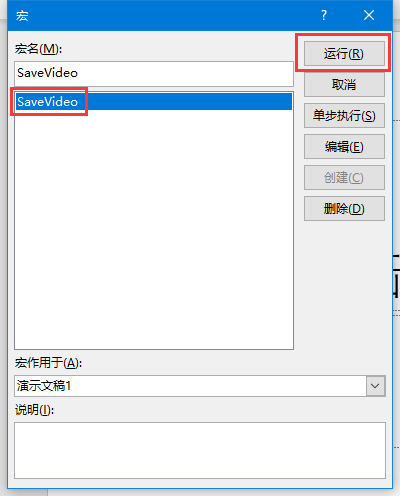 宏
?
宏名(M):
运行(R)
SaveVideo
取消
SaveVideo
单步执行(S)
编辑(E)
创建(C)
删除(D)
宏作用于(A):
演示文稿1
说明(I):